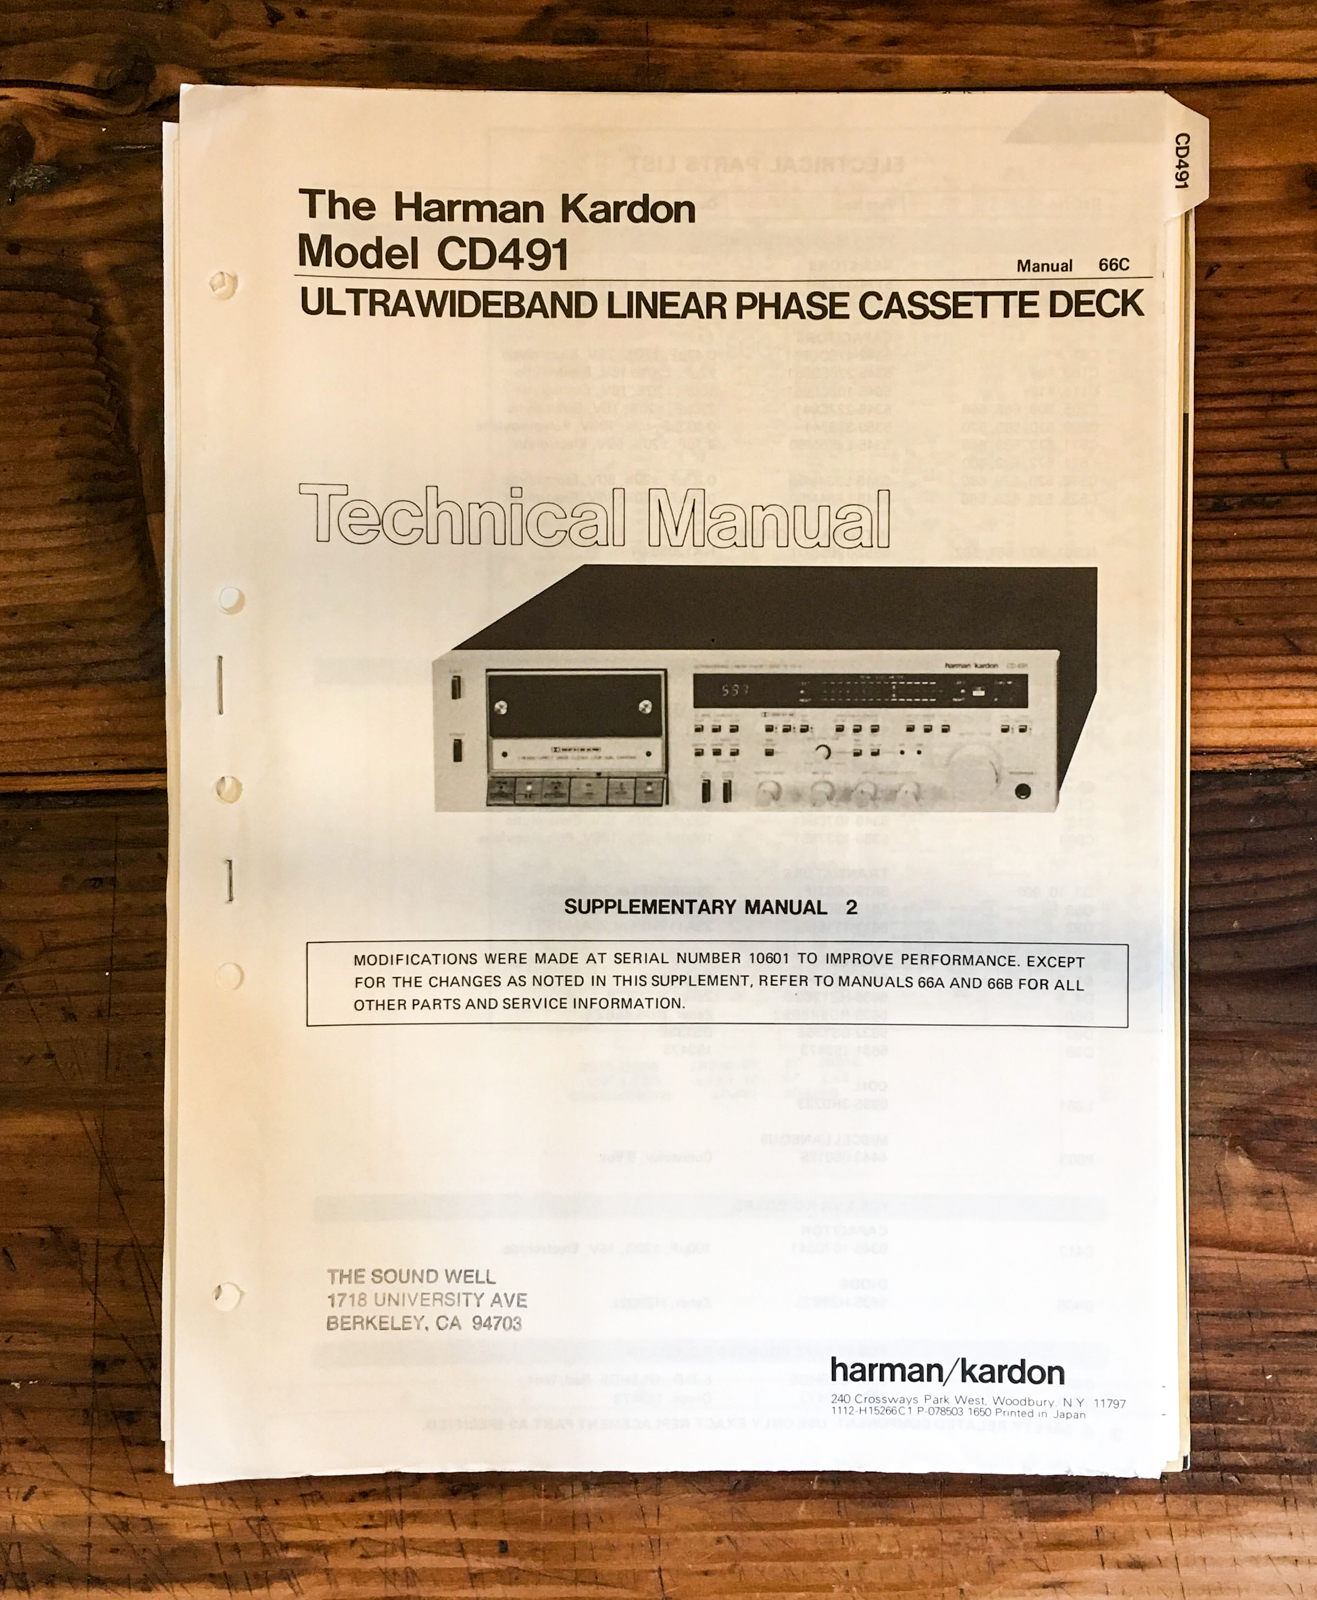 CD491
The Harman Kardon
Model CD491
Manual 66C
ULTRAWIDEBAND LINEAR PHASE CASSETTE DECK
Technical Manual
harman/kardon CD491
SUPPLEMENTARY MANUAL 2
MODIFICATIONS WERE MADE AT SERIAL NUMBER 10601 TO IMPROVE PERFORMANCE. EXCEPT
FOR THE CHANGES AS NOTED IN THIS SUPPLEMENT, REFER TO MANUALS 66A AND 66B FOR ALL
OTHER PARTS AND SERVICE INFORMATION.
THE SOUND WELL
1718 UNIVERSITY AVE
BERKELEY, CA 94703
harman/kardon
240 Crossways Park West, Woodbury, N.Y. 11797
1112-H15266C1 P-078503 1650 Printed in Japan